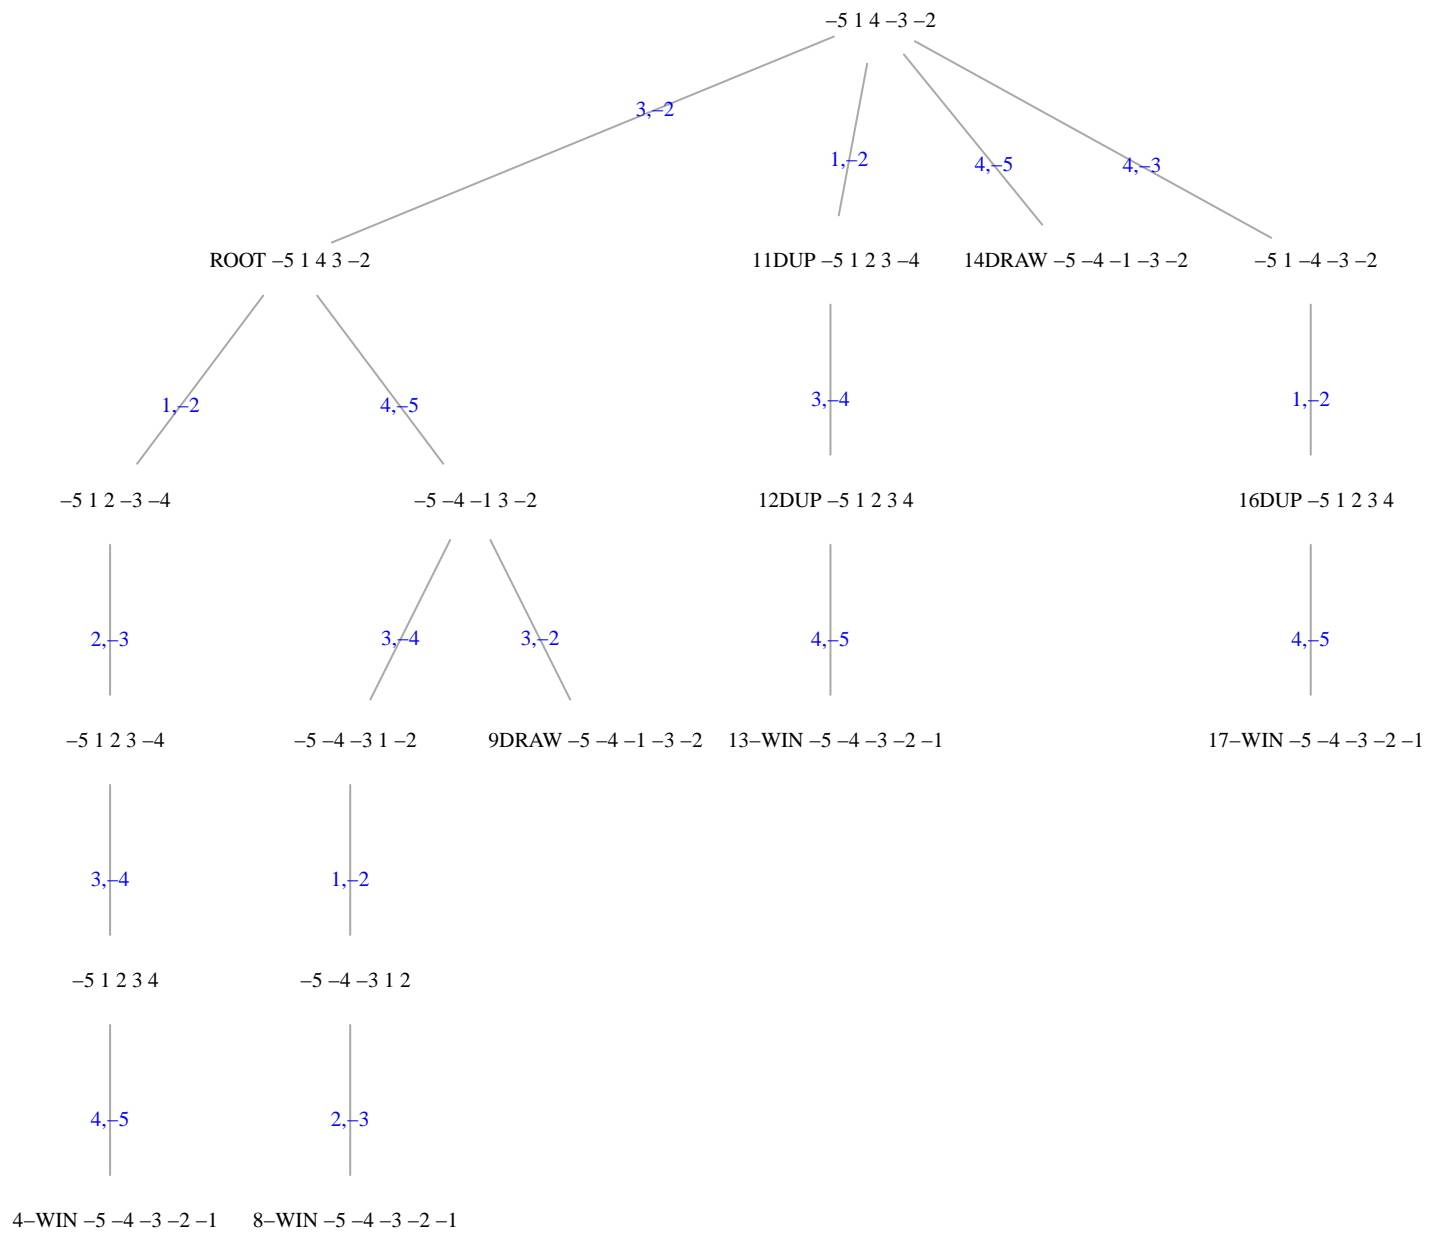 –5 1 4 –3 –2
3,–2
1,–2
4,–5
4,–3
ROOT –5 1 4 3 –2
11DUP –5 1 2 3 –4
14DRAW –5 –4 –1 –3 –2
–5 1 –4 –3 –2
1,–2
4,–5
3,–4
1,–2
–5 1 2 –3 –4
–5 –4 –1 3 –2
12DUP –5 1 2 3 4
16DUP –5 1 2 3 4
2,–3
3,–4
3,–2
4,–5
4,–5
–5 1 2 3 –4
–5 –4 –3 1 –2
9DRAW –5 –4 –1 –3 –2
13–WIN –5 –4 –3 –2 –1
17–WIN –5 –4 –3 –2 –1
3,–4
1,–2
–5 1 2 3 4
–5 –4 –3 1 2
4,–5
2,–3
4–WIN –5 –4 –3 –2 –1
8–WIN –5 –4 –3 –2 –1